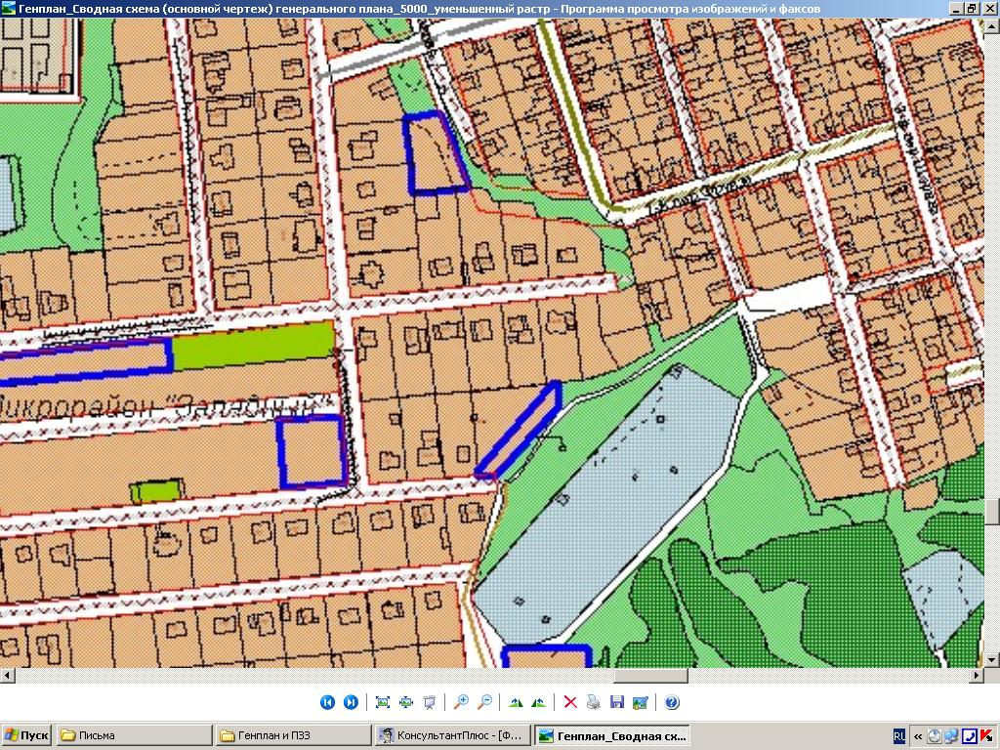 Генплан_Сводная схема (основной чертеж) генерального плана_5000_уменьшенный растр - Программа просмотра изображений и факсов
икрорайон "Западный"
Пуск
Письма
Генплан и ПЗЗ
КонсультантПлюс - [Ф...
Генплан_Сводная сх...
RL
«